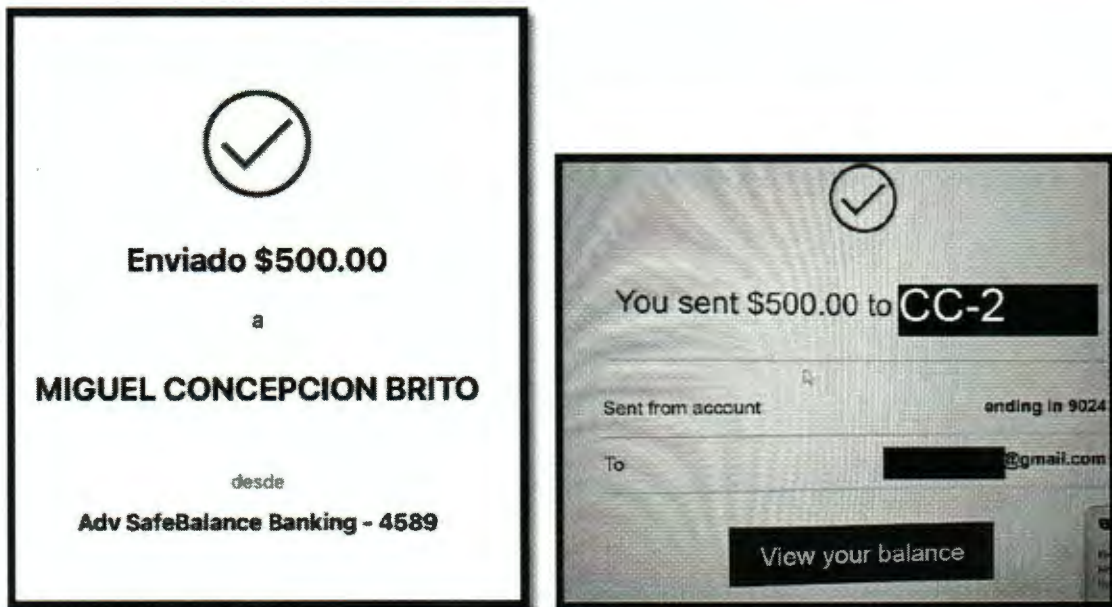 Enviado $500.00
a
MIGUEL CONCEPCION BRITO
desde
Adv SafeBalance Banking - 4589
You sent $500.00 to CC-2
Sent from account ending in 9024
To @gmail.com
View your balance